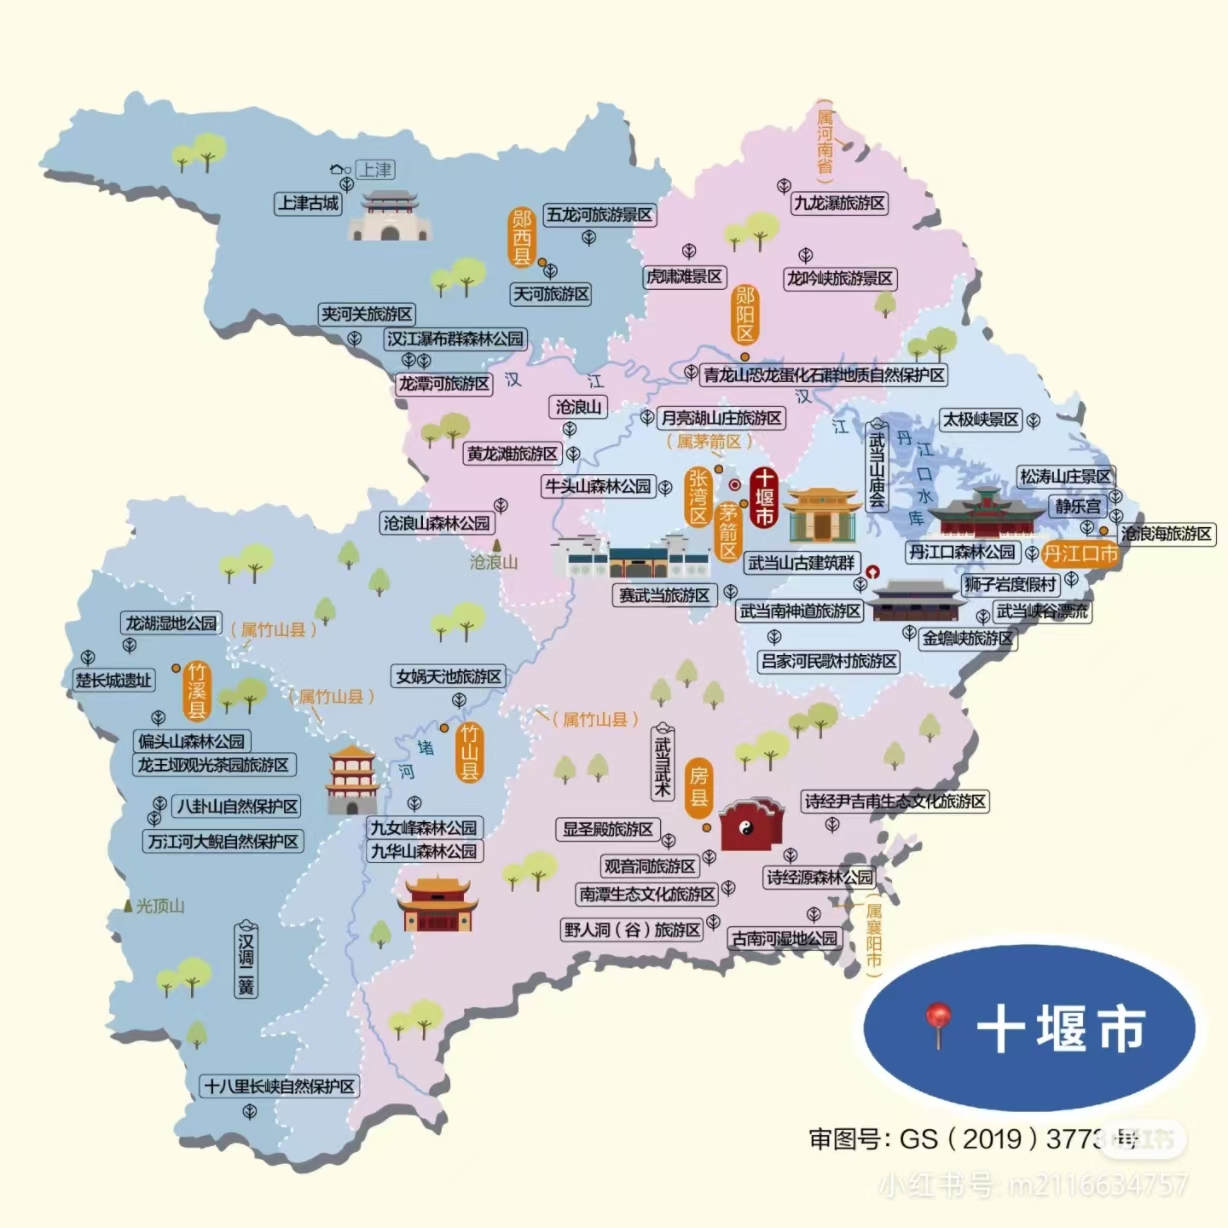 （属河南省）
上津
上津古城
九龙瀑旅游区
五龙河旅游景区
郧西县
虎啸滩景区
龙吟峡旅游景区
天河旅游区
郧阳区
夹河关旅游区
汉江瀑布群森林公园
龙潭河旅游区
汉
江
青龙山恐龙蛋化石群地质自然保护区
汉
江
沧浪山
月亮湖山庄旅游区
太极峡景区
（属茅箭区）
黄龙滩旅游区
武当山庙会
丹江口水库
牛头山森林公园
张湾区
十堰市
茅箭区
松涛山庄景区
静乐宫
沧浪山森林公园
沧浪海旅游区
沧浪山
武当山古建筑群
丹江口森林公园
丹江口市
赛武当旅游区
武当南神道旅游区
狮子岩度假村
武当峡谷漂流
金蟾峡旅游区
吕家河民歌村旅游区
龙湖湿地公园
（属竹山县）
楚长城遗址
竹溪县
女娲天池旅游区
（属竹山县）
（属竹山县）
偏头山森林公园
龙王垭观光茶园旅游区
堵
河
竹山县
武当武术
房县
八卦山自然保护区
万江河大鲵自然保护区
九女峰森林公园
九华山森林公园
诗经尹吉甫生态文化旅游区
显圣殿旅游区
观音洞旅游区
诗经源森林公园
南潭生态文化旅游区
野人洞（谷）旅游区
古南河湿地公园
（属襄阳市）
光顶山
汉调二簧
十八里长峡自然保护区
十堰市
审图号：GS（2019）3773号
小红书
小红书号: m2116634757